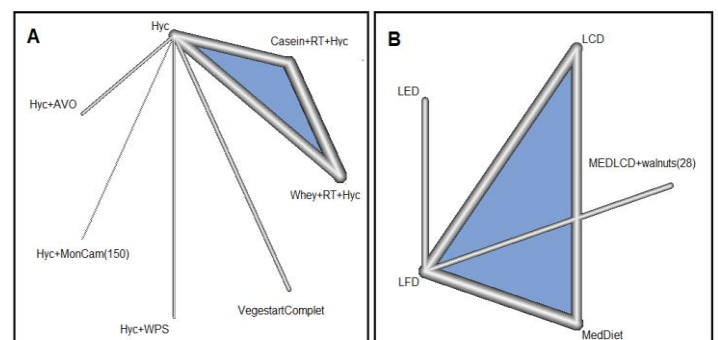 A
Hyc
Casein+RT+Hyc
Hyc+AVO
Whey+RT+Hyc
Hyc+MonCam(150)
VegestartComplet
Hyc+WPS
B
LCD
LED
MEDLCD+walnuts(28)
LFD
MedDiet